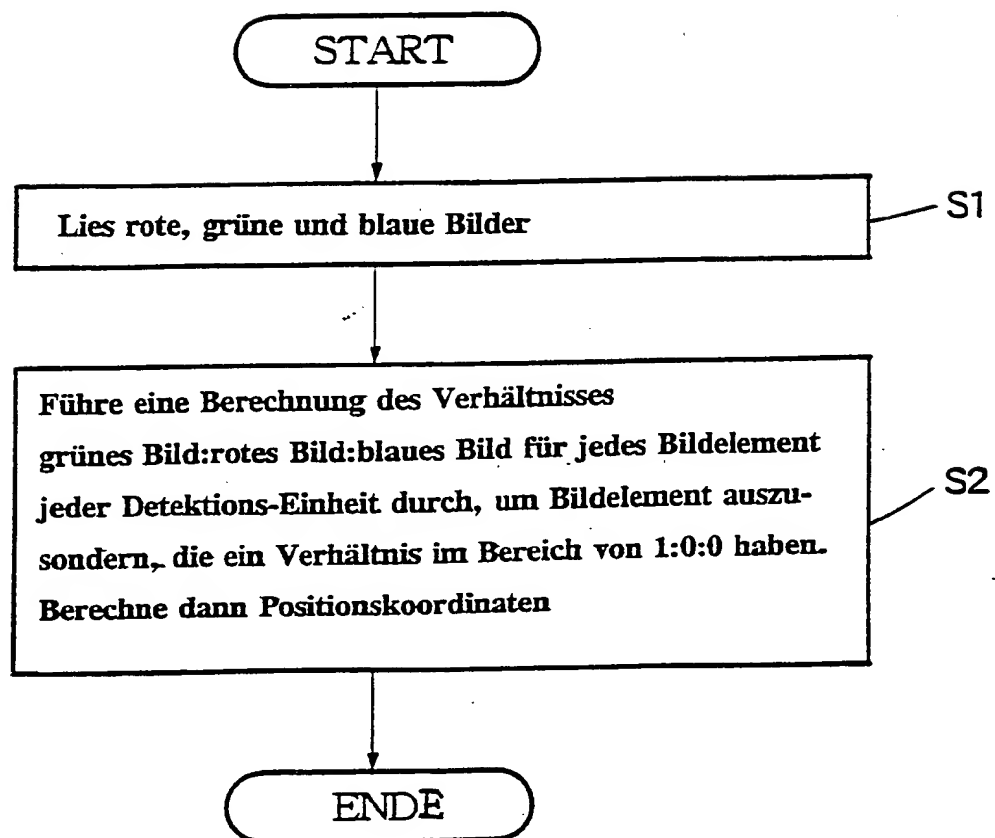 START
Lies rote, grüne und blaue Bilder
S1
Führe eine Berechnung des Verhältnisses
grünes Bild:rotes Bild:blaues Bild für jedes Bildelement
jeder Detektions-Einheit durch, um Bildelement auszu-
sondern, die ein Verhältnis im Bereich von 1:0:0 haben.
Berechne dann Positionskoordinaten
S2
ENDE